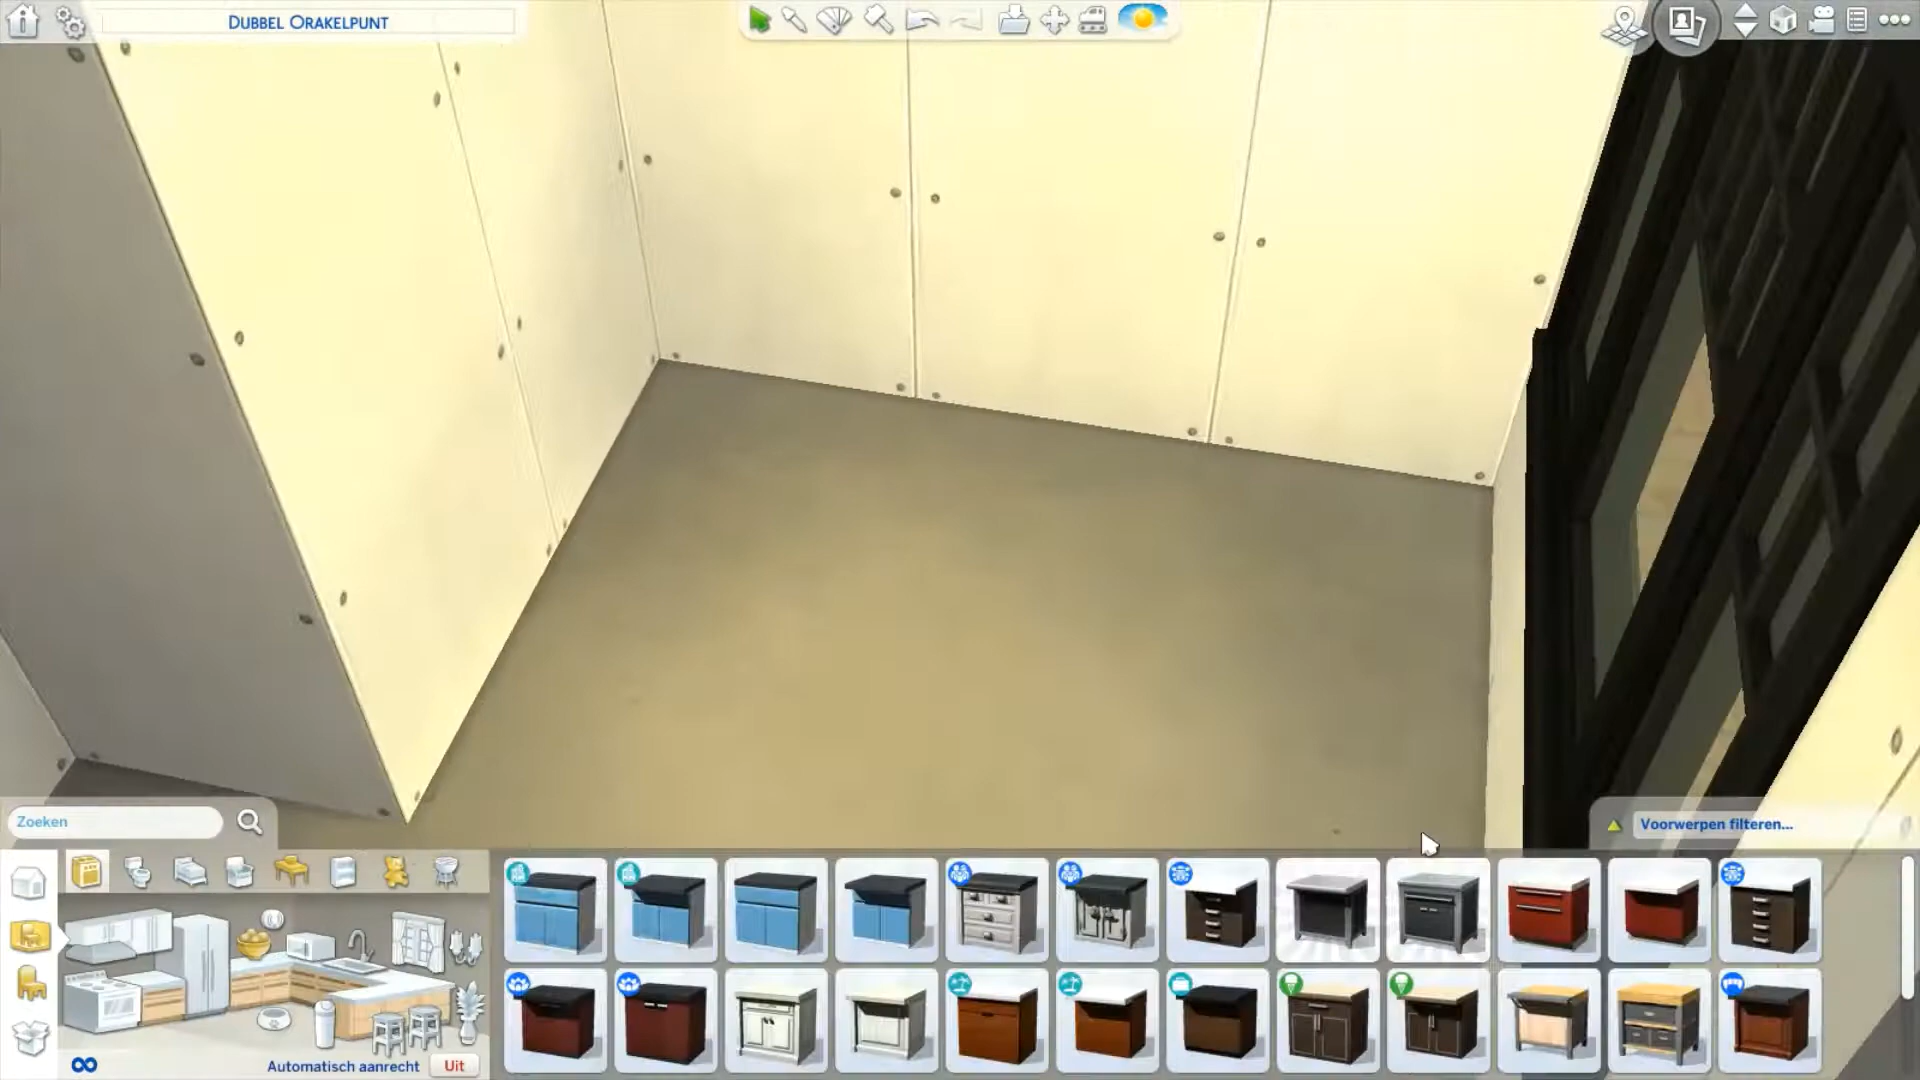 Dubbel Orakelpunt
Zoeken
Voorwerpen filteren...
Automatisch aanrecht
Uit